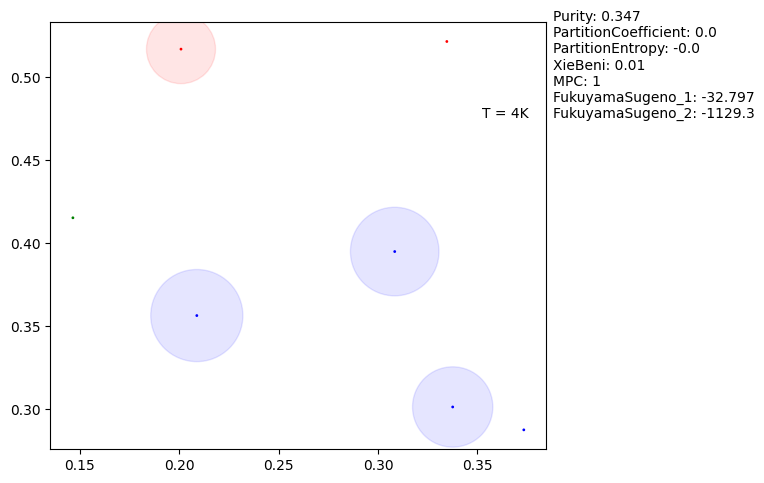 Purity: 0.347
PartitionCoefficient: 0.0
PartitionEntropy: -0.0
XieBeni: 0.01
MPC: 1
FukuyamaSugeno_1: -32.797
FukuyamaSugeno_2: -1129.3
T = 4K
0.50
0.45
0.40
0.35
0.30
0.15 0.20 0.25 0.30 0.35